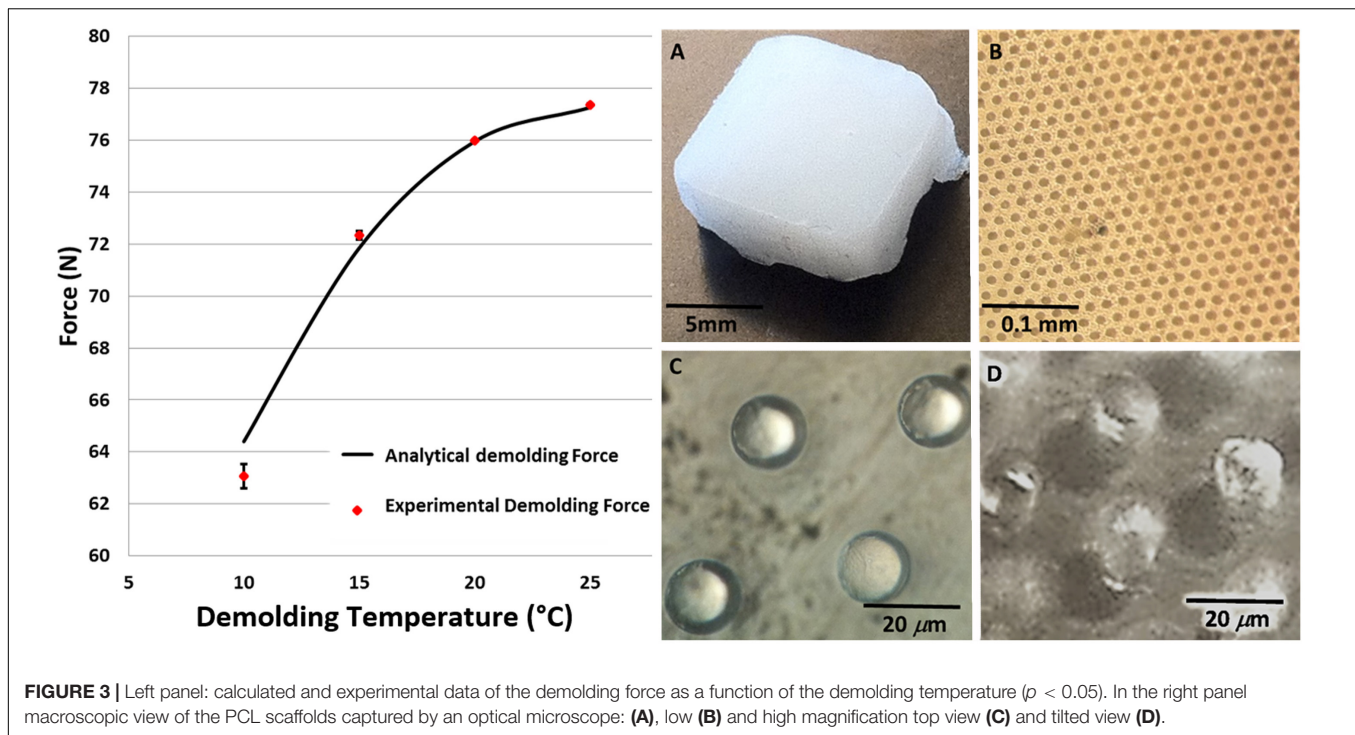 80
78
76
74
72
70
68
66
64
62
60
Force (N)
Analytical demolding Force
Experimental Demolding Force
5
10
15
20
25
Demolding Temperature (°C)
A
5mm
B
0.1 mm
C
20 μm
D
20 μm
FIGURE 3 | Left panel: calculated and experimental data of the demolding force as a function of the demolding temperature (p < 0.05). In the right panel
macroscopic view of the PCL scaffolds captured by an optical microscope: (A), low (B) and high magnification top view (C) and tilted view (D).